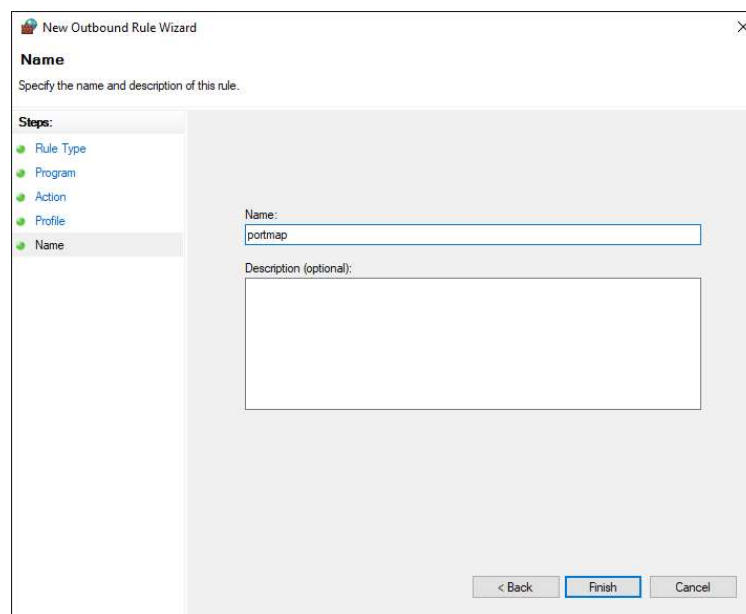 New Outbound Rule Wizard
Name
Specify the name and description of this rule.
Steps:
Rule Type
Program
Action
Profile
Name
Name:
portmap
Description (optional):
< Back
Finish
Cancel